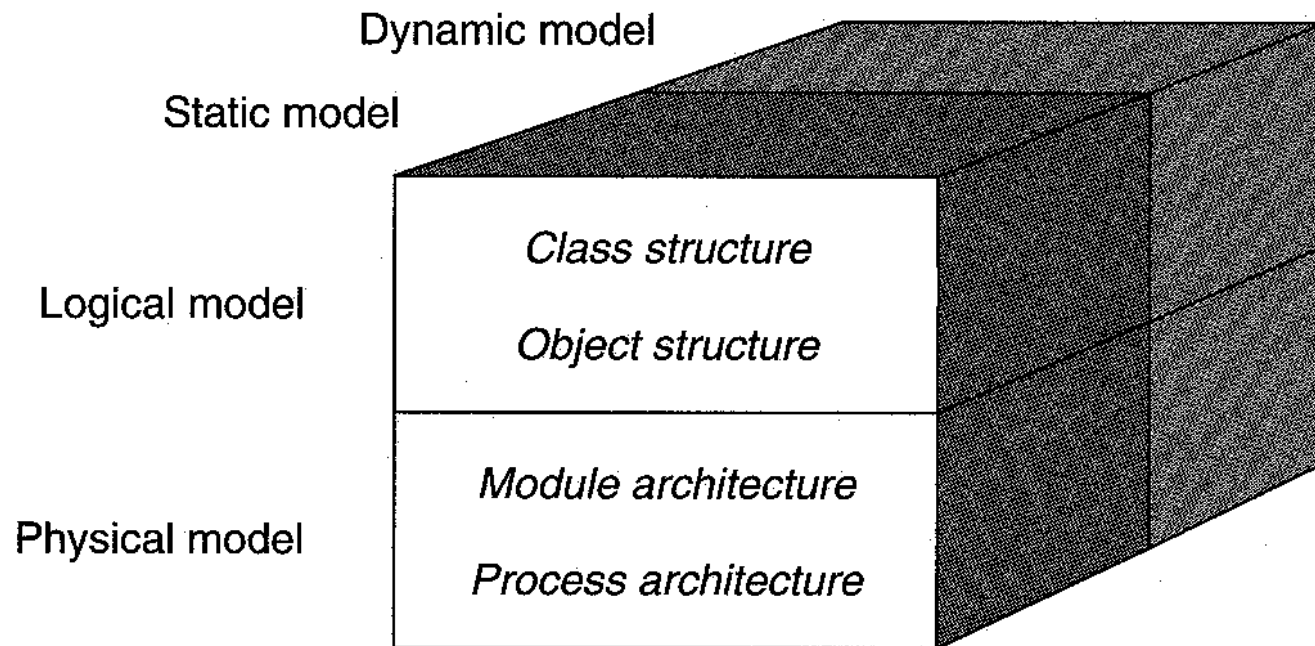 Dynamic model
Static model
Class structure
Logical model
Object structure
Module architecture
Physical model
Process architecture